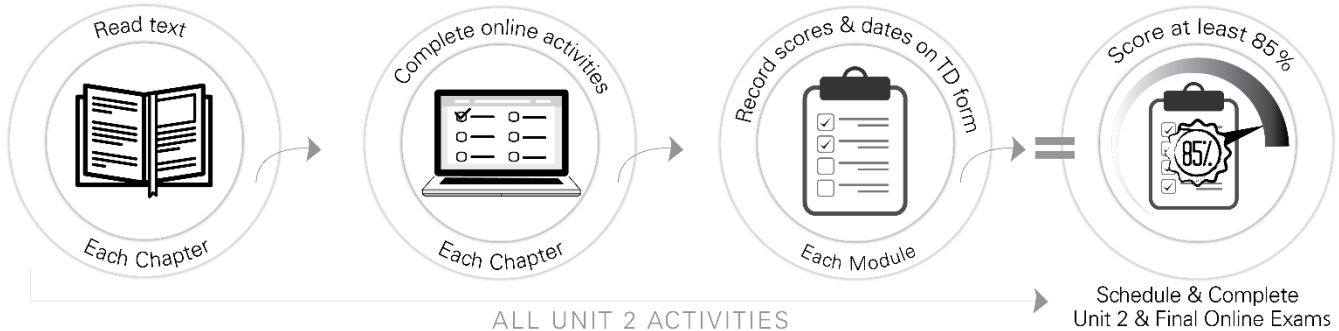 Read text
Each Chapter
Complete online activities
Each Chapter
Record scores & dates on TD form
Each Module
=
Score at least 85%
85%
Schedule & Complete
Unit 2 & Final Online Exams
ALL UNIT 2 ACTIVITIES